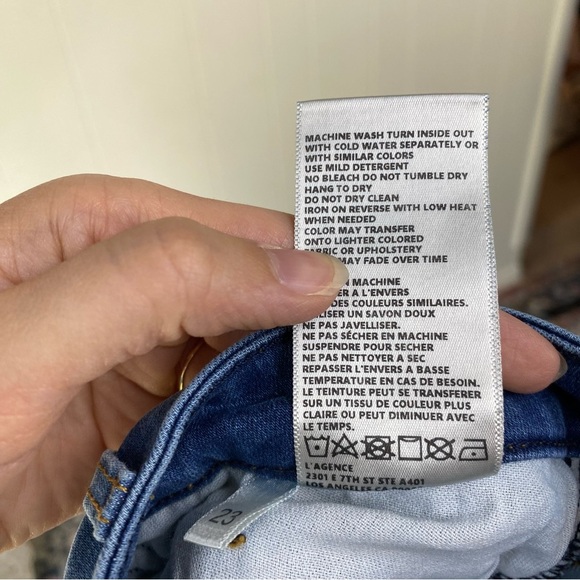 MACHINE WASH TURN INSIDE OUT
WITH COLD WATER SEPARATELY OR
WITH SIMILAR COLORS
USE MILD DETERGENT
NO BLEACH DO NOT TUMBLE DRY
HANG TO DRY
DO NOT DRY CLEAN
IRON ON REVERSE WITH LOW HEAT
WHEN NEEDED
COLOR MAY TRANSFER
ONTO LIGHTER COLORED
FABRIC OR UPHOLSTERY
MAY FADE OVER TIME
MACHINE
A L'ENVERS
DES COULEURS SIMILAIRES.
UN SAVON DOUX
NE PAS JAVELLISER.
NE PAS SÉCHER EN MACHINE
SUSPENDRE POUR SECHER
NE PAS NETTOYER A SEC
REPASSER L'ENVERS A BASSE
TEMPERATURE EN CAS DE BESOIN.
LE TEINTURE PEUT SE TRANSFERER
SUR UN TISSU DE COULEUR PLUS
CLAIRE OU PEUT DIMINUER AVEC
LE TEMPS.
L'AGENCE
2301 E 7TH ST STE A401
LOS ANGELES CA
23